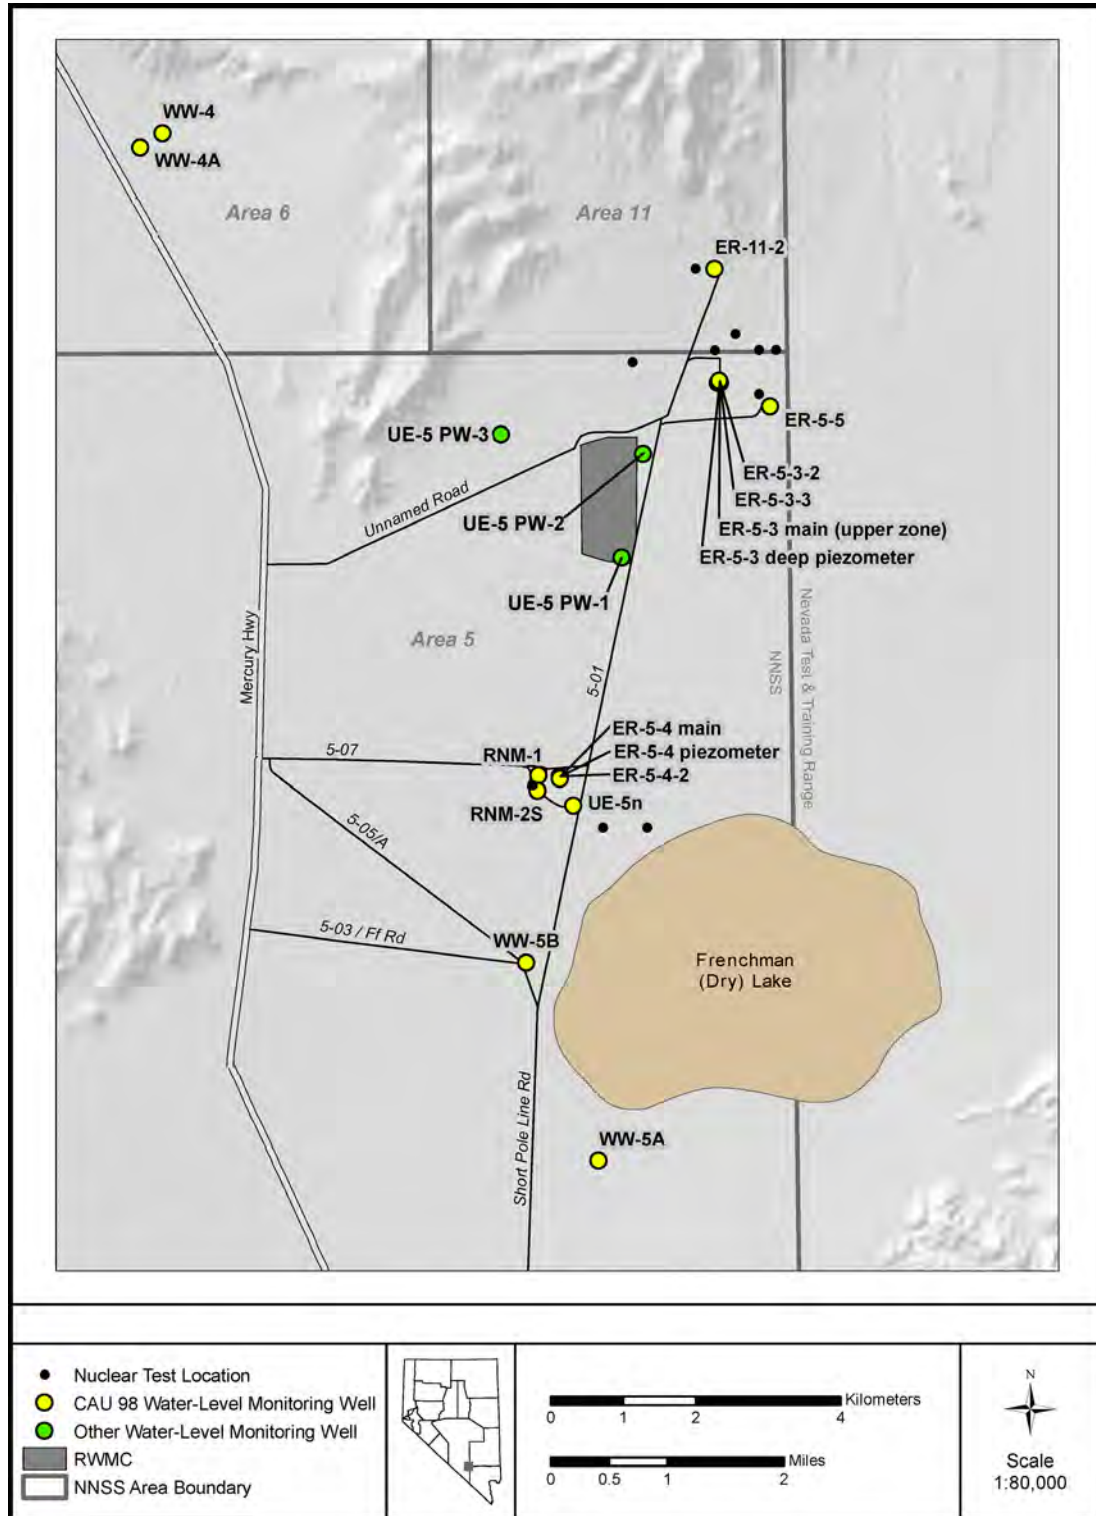 WW-4
WW-4A
Area 6
Area 11
ER-11-2
UE-5 PW-3
ER-5-5
ER-5-3-2
Unnamed Road
ER-5-3-3
UE-5 PW-2
ER-5-3 main (upper zone)
ER-5-3 deep piezometer
UE-5 PW-1
Mercury Hwy
Area 5
NNSS
Nevada Test & Training Range
5-01
ER-5-4 main
5-07
RNM-1
ER-5-4 piezometer
ER-5-4-2
RNM-2S
UE-5n
5-05/A
5-03 / Ff Rd
WW-5B
Frenchman
(Dry) Lake
Short Pole Line Rd
WW-5A
Nuclear Test Location
CAU 98 Water-Level Monitoring Well
Other Water-Level Monitoring Well
RWMC
NNSS Area Boundary
Kilometers
0 1 2 4
Miles
0 0.5 1 2
N
Scale
1:80,000